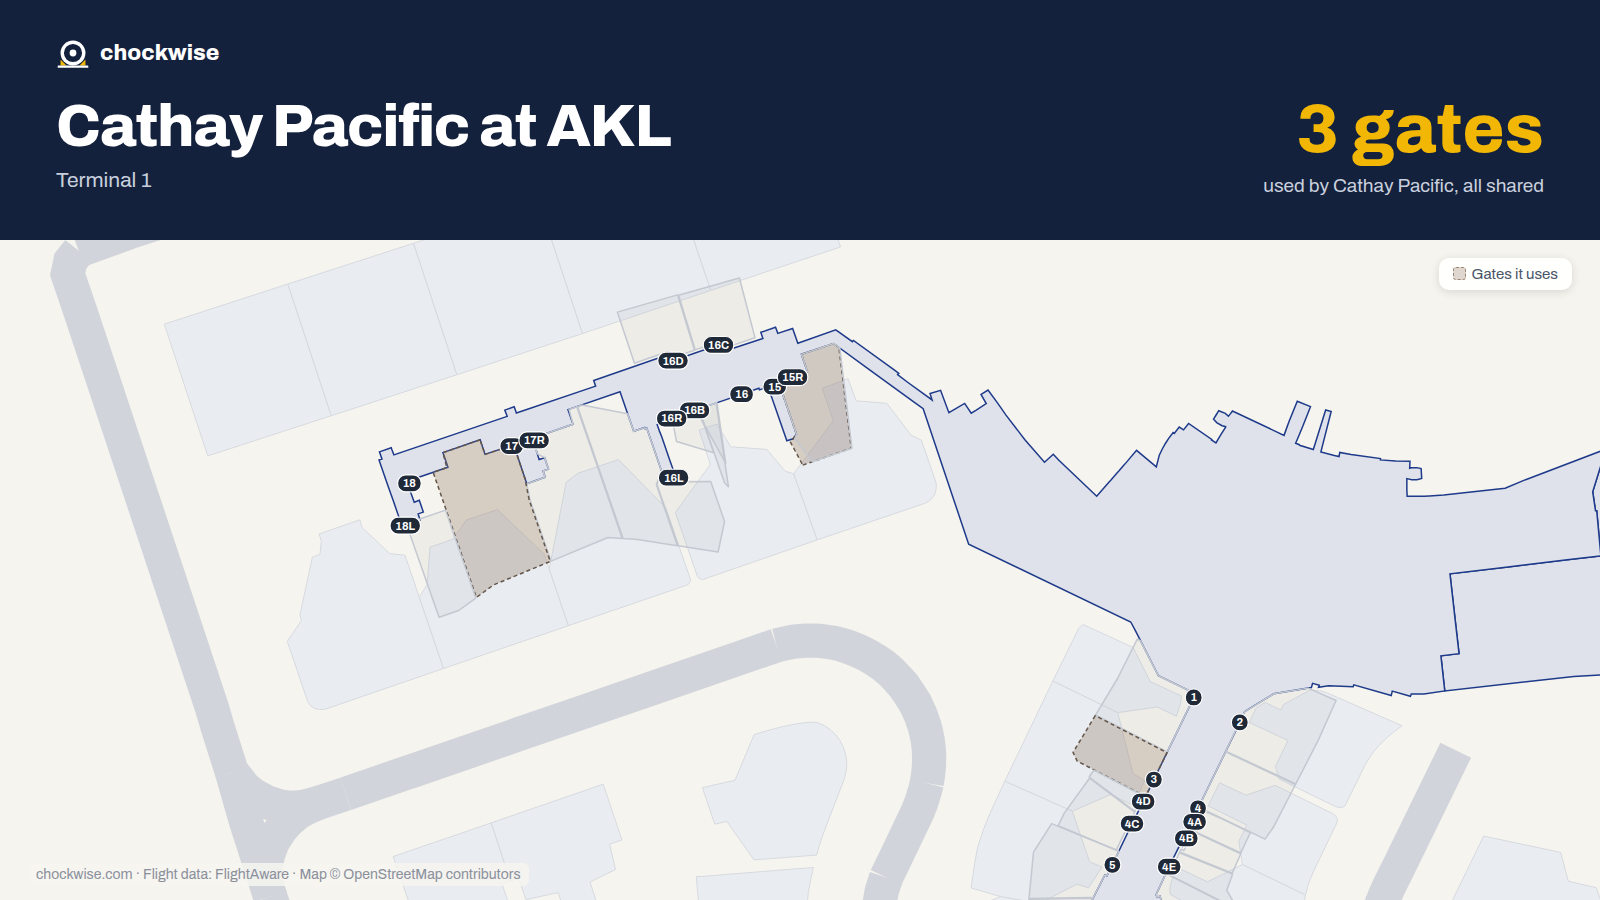 chockwise
Cathay Pacific at AKL
Terminal 1
3 gates
used by Cathay Pacific, all shared
Gates it uses
16C
16D
15R
15
16
16B
16R
17R
17
16L
18
18L
1
2
3
4D
4
4A
4C
4B
5
4E
chockwise.com · Flight data: FlightAware · Map © OpenStreetMap contributors